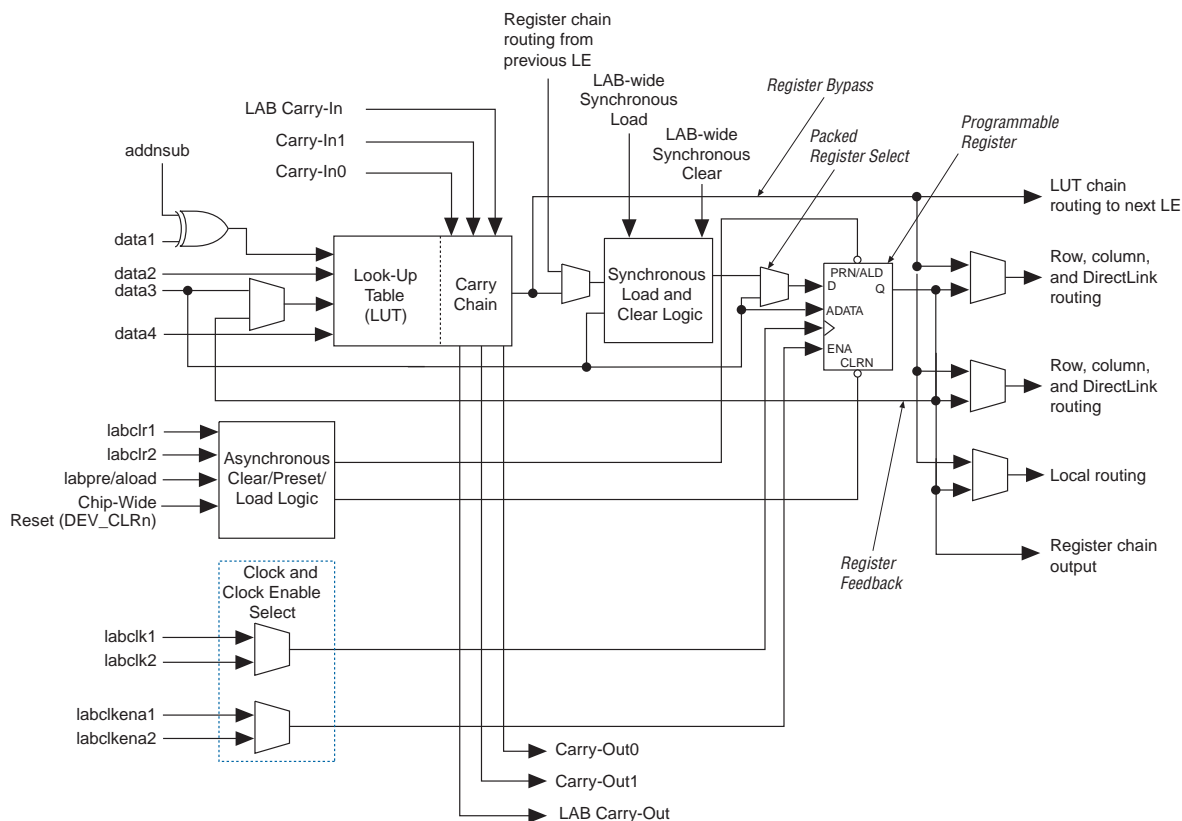 Register chain
routing from
previous LE
LAB-wide
Synchronous
Load
LAB-wide
Synchronous
Clear
Register Bypass
Packed
Register Select
Programmable
Register
LAB Carry-In
Carry-In1
Carry-In0
addnsub
data1
data2
data3
data4
Look-Up
Table
(LUT)
Carry
Chain
Synchronous
Load and
Clear Logic
PRN/ALD
D
Q
ADATA
ENA
CLRN
LUT chain
routing to next LE
Row, column,
and DirectLink
routing
Row, column,
and DirectLink
routing
Local routing
Register chain
output
Register
Feedback
labclr1
labclr2
labpre/aload
Chip-Wide
Reset (DEV_CLRn)
Asynchronous
Clear/Preset/
Load Logic
Clock and
Clock Enable
Select
labclk1
labclk2
labclkena1
labclkena2
Carry-Out0
Carry-Out1
LAB Carry-Out